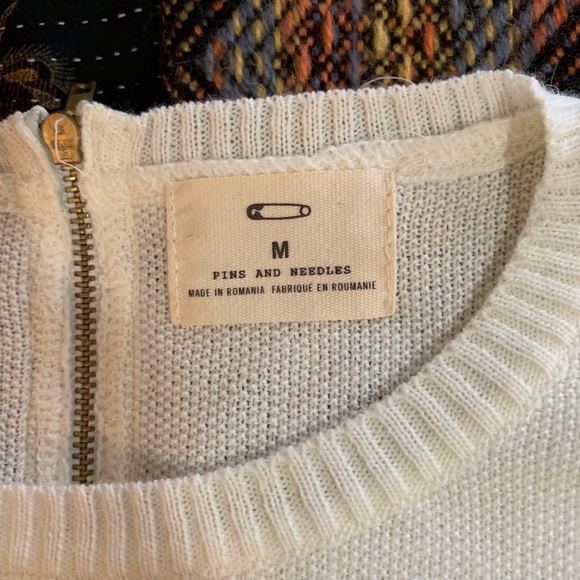 M
PINS AND NEEDLES
MADE IN ROMANIA FABRIQUÉ EN ROUMANIE